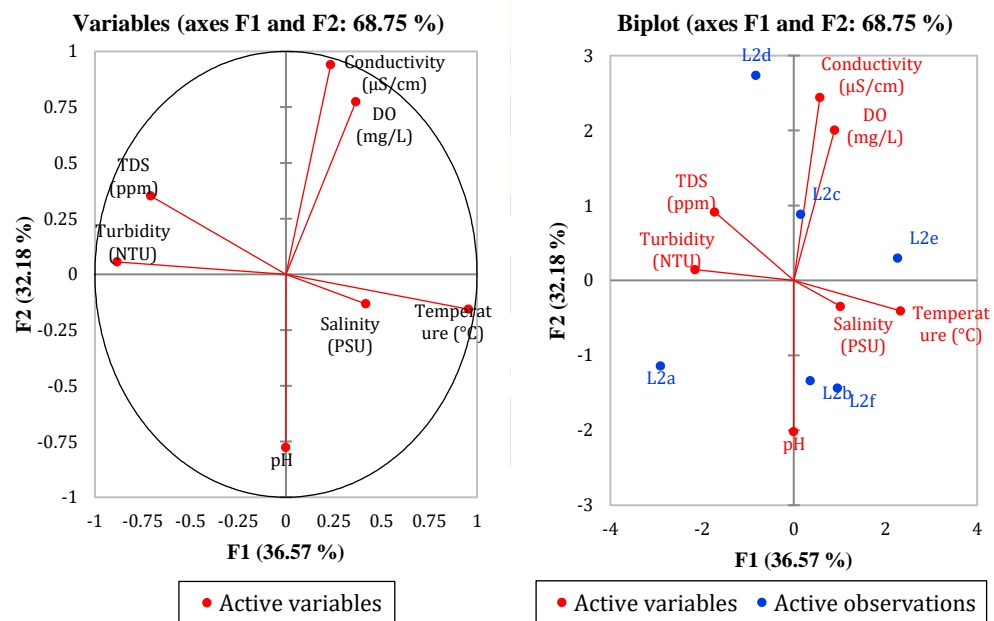 Variables (axes F1 and F2: 68.75 %)
1
0.75
0.5
0.25
0
-0.25
-0.5
-0.75
-1
-1
-0.75
-0.5
-0.25
0
0.25
0.5
0.75
1
F2 (32.18 %)
F1 (36.57 %)
Conductivity
(µS/cm)
DO
(mg/L)
TDS
(ppm)
Turbidity
(NTU)
Salinity
(PSU)
Temperat
ure (°C)
pH
Active variables
Biplot (axes F1 and F2: 68.75 %)
3
2
1
0
-1
-2
-3
-4
-2
0
2
4
F2 (32.18 %)
F1 (36.57 %)
L2d
Conductivity
(µS/cm)
DO
(mg/L)
TDS
(ppm)
L2c
Turbidity
(NTU)
L2e
Salinity
(PSU)
Temperat
ure (°C)
L2a
L2b
L2f
pH
Active variables
Active observations